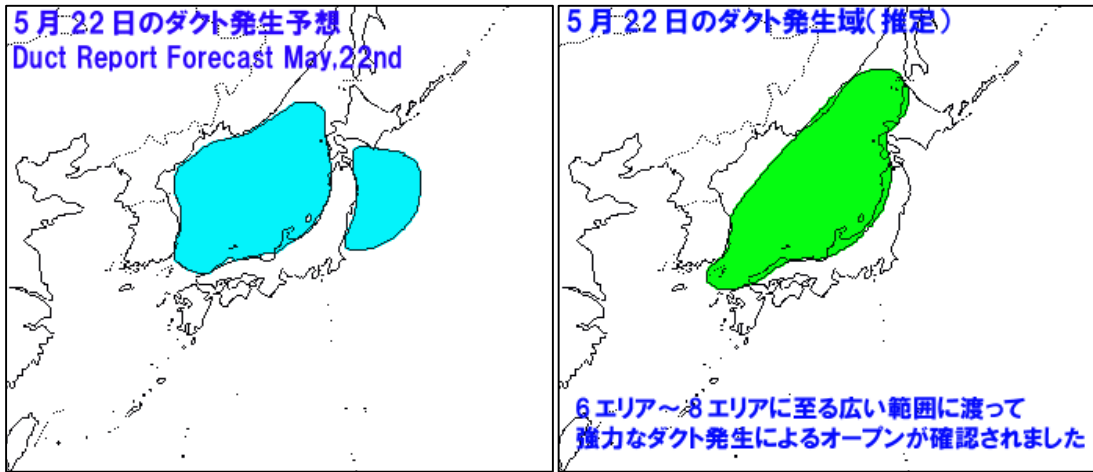 5月22日のダクト発生予想
Duct Report Forecast May,22nd
5月22日のダクト発生域(推定)
6エリア～8エリアに至る広い範囲に渡って
強力なダクト発生によるオープンが確認されました